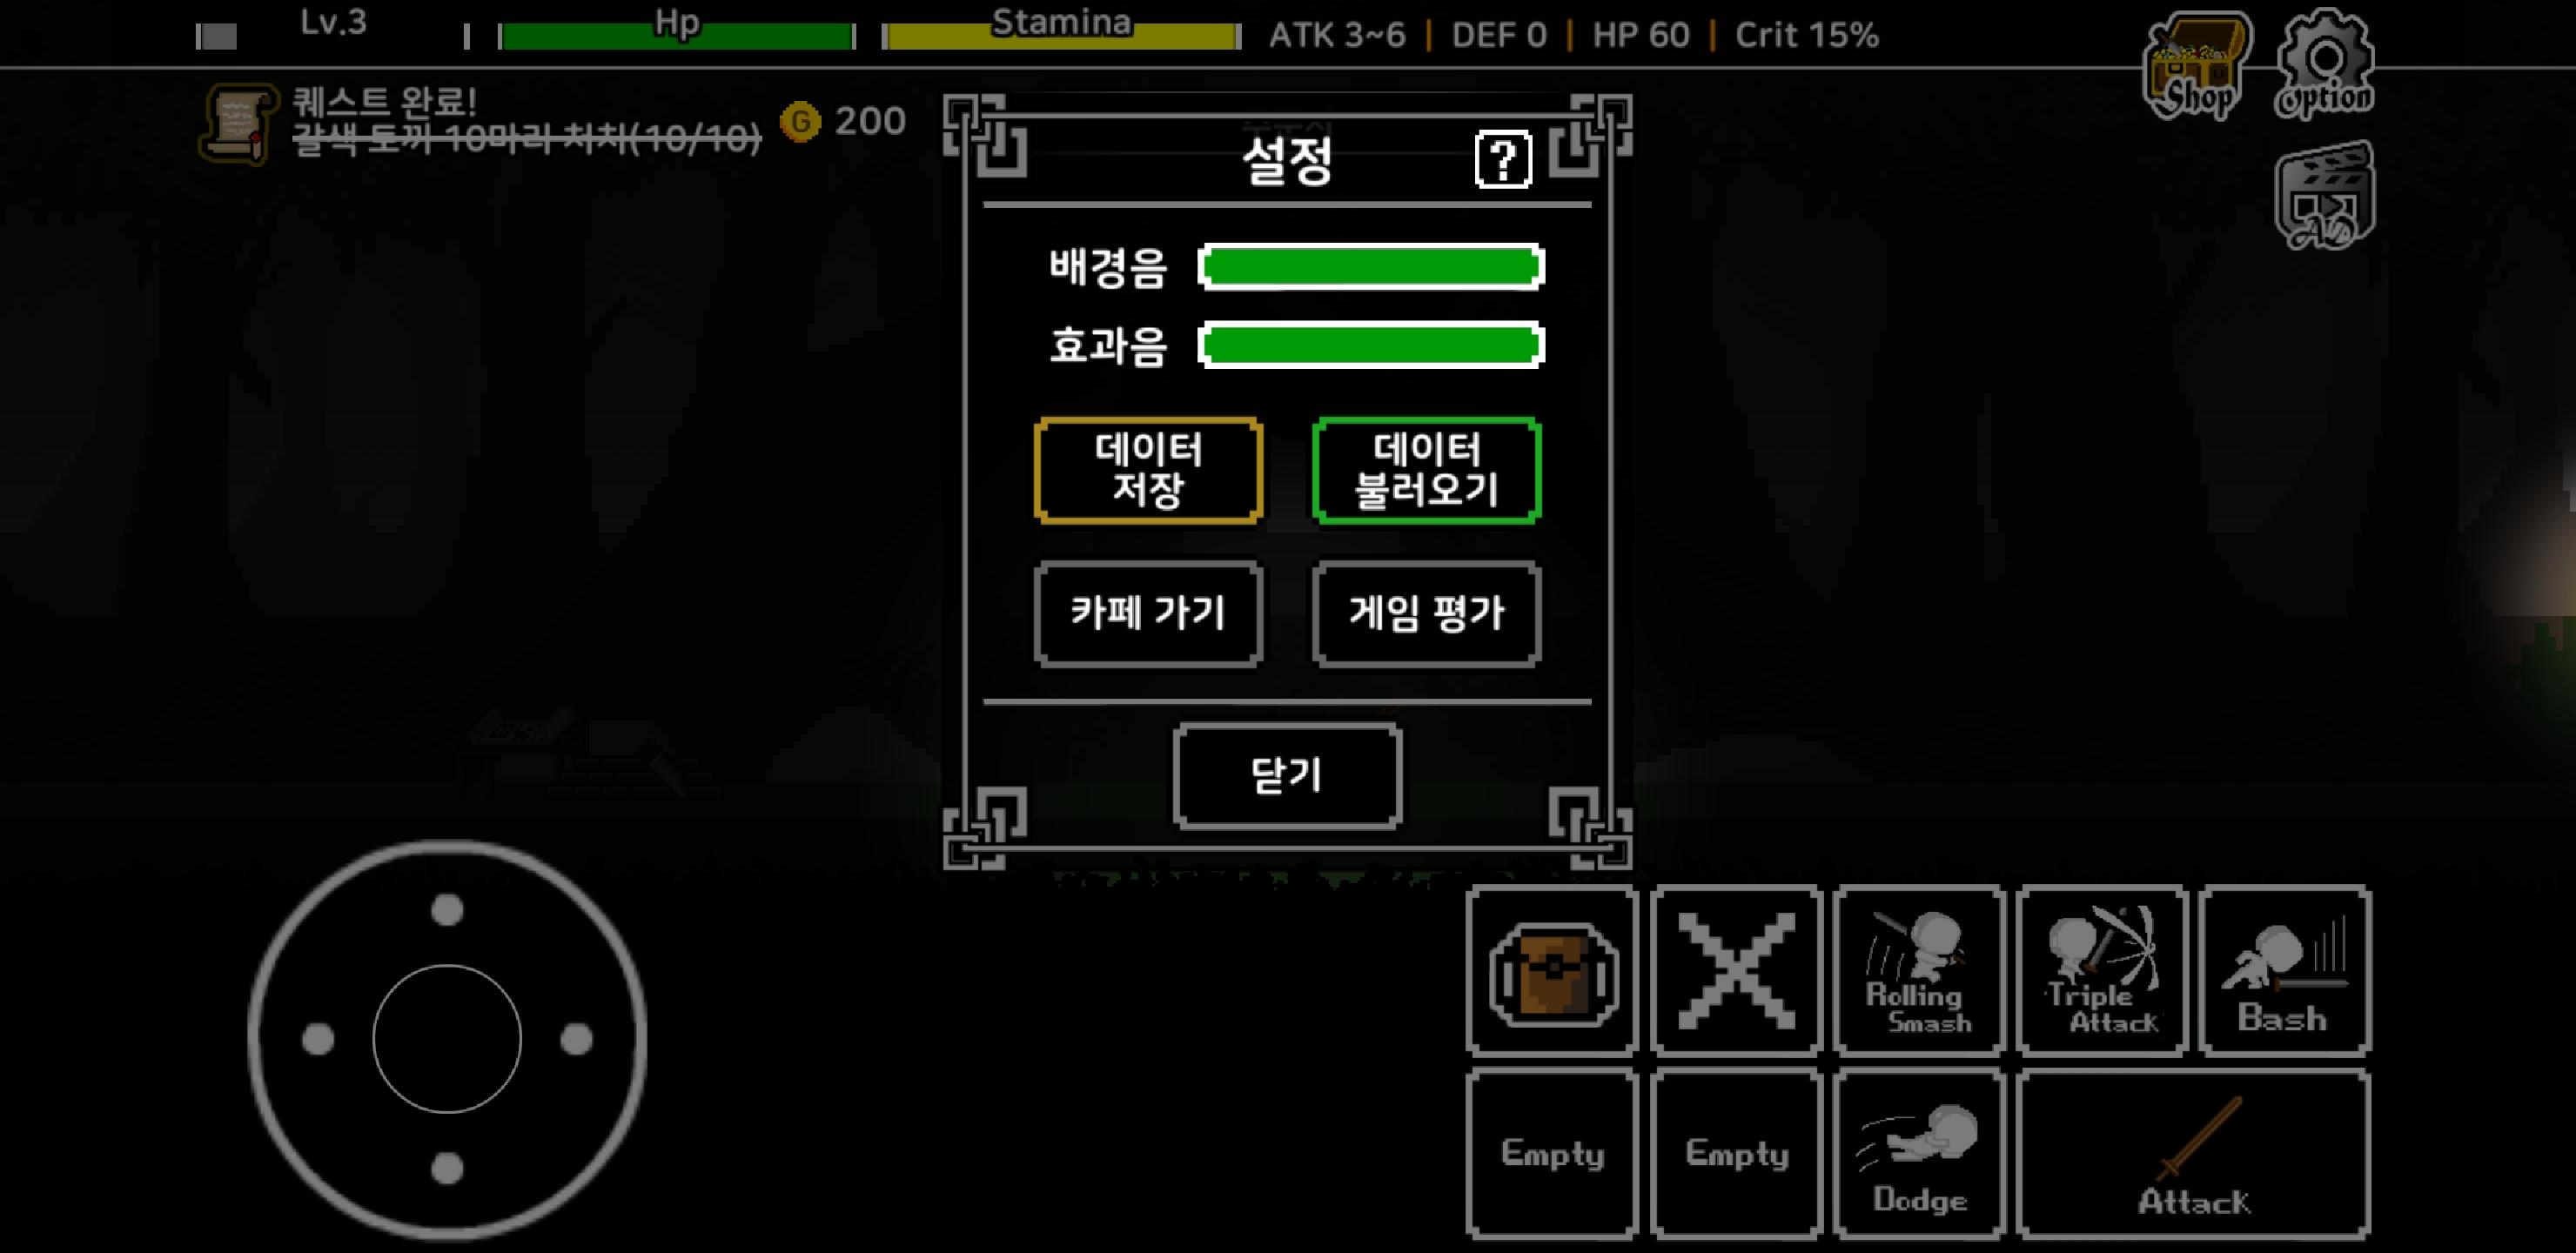 Lv.3
Hp
Stamina
ATK 3~6 | DEF 0 | HP 60 | Crit 15%
Shop
Option
AD
퀘스트 완료!
갈색 토끼 10마리 처치(10/10)
G 200
설정
?
배경음
효과음
데이터
저장
데이터
불러오기
카페 가기
게임 평가
닫기
Rolling
Smash
Triple
Attack
Bash
Empty
Empty
Dodge
Attack